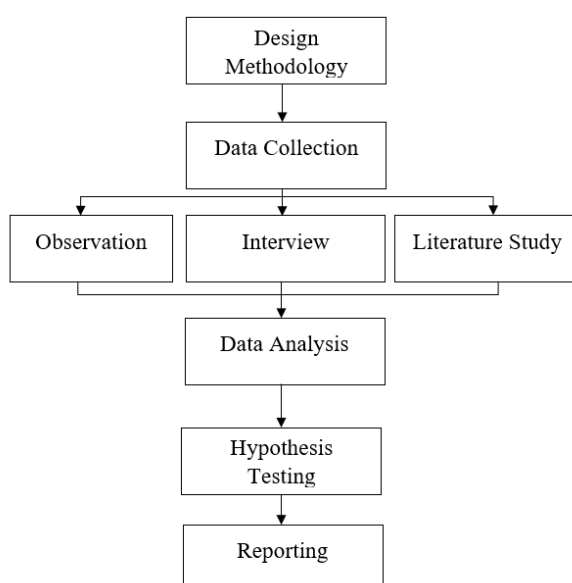 Design
Methodology
Data Collection
Observation
Interview
Literature Study
Data Analysis
Hypothesis
Testing
Reporting